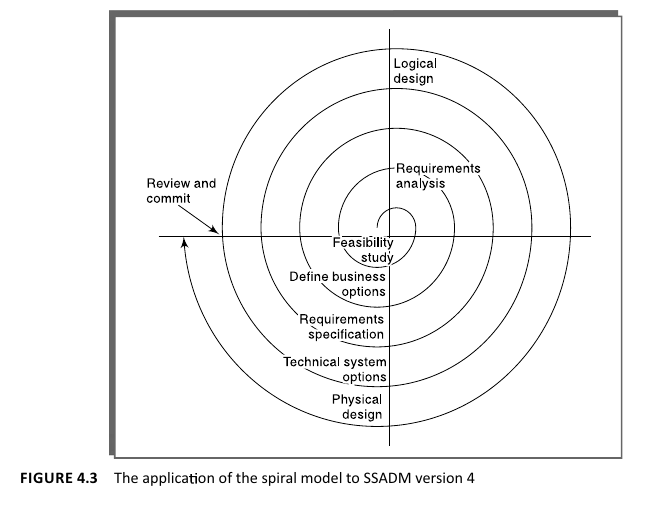 Logical
design
Requirements
analysis
Review and
commit
Feasibility
study
Define business
options
Requirements
specification
Technical system
options
Physical
design
FIGURE 4.3 The application of the spiral model to SSADM version 4